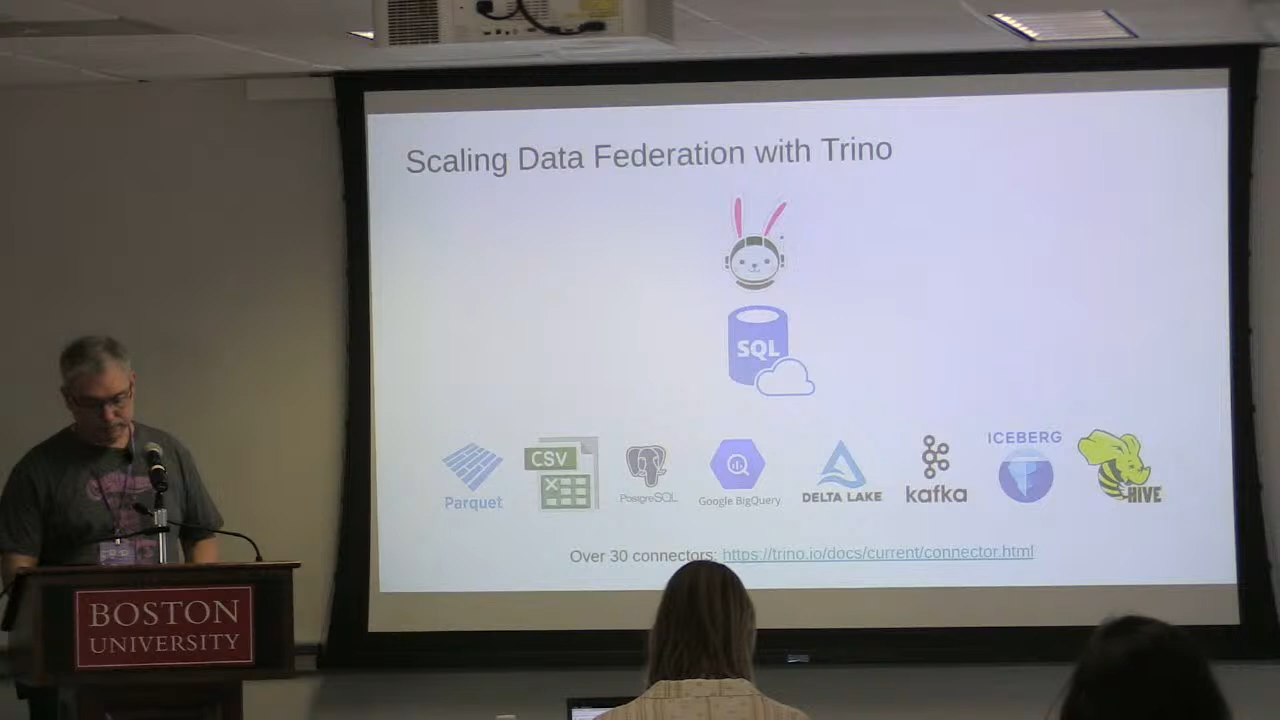 Scaling Data Federation with Trino
SQL
Parquet
CSV
PostgreSQL
Google BigQuery
DELTA LAKE
kafka
ICEBERG
HIVE
Over 30 connectors: https://trino.io/docs/current/connector.html
BOSTON
UNIVERSITY